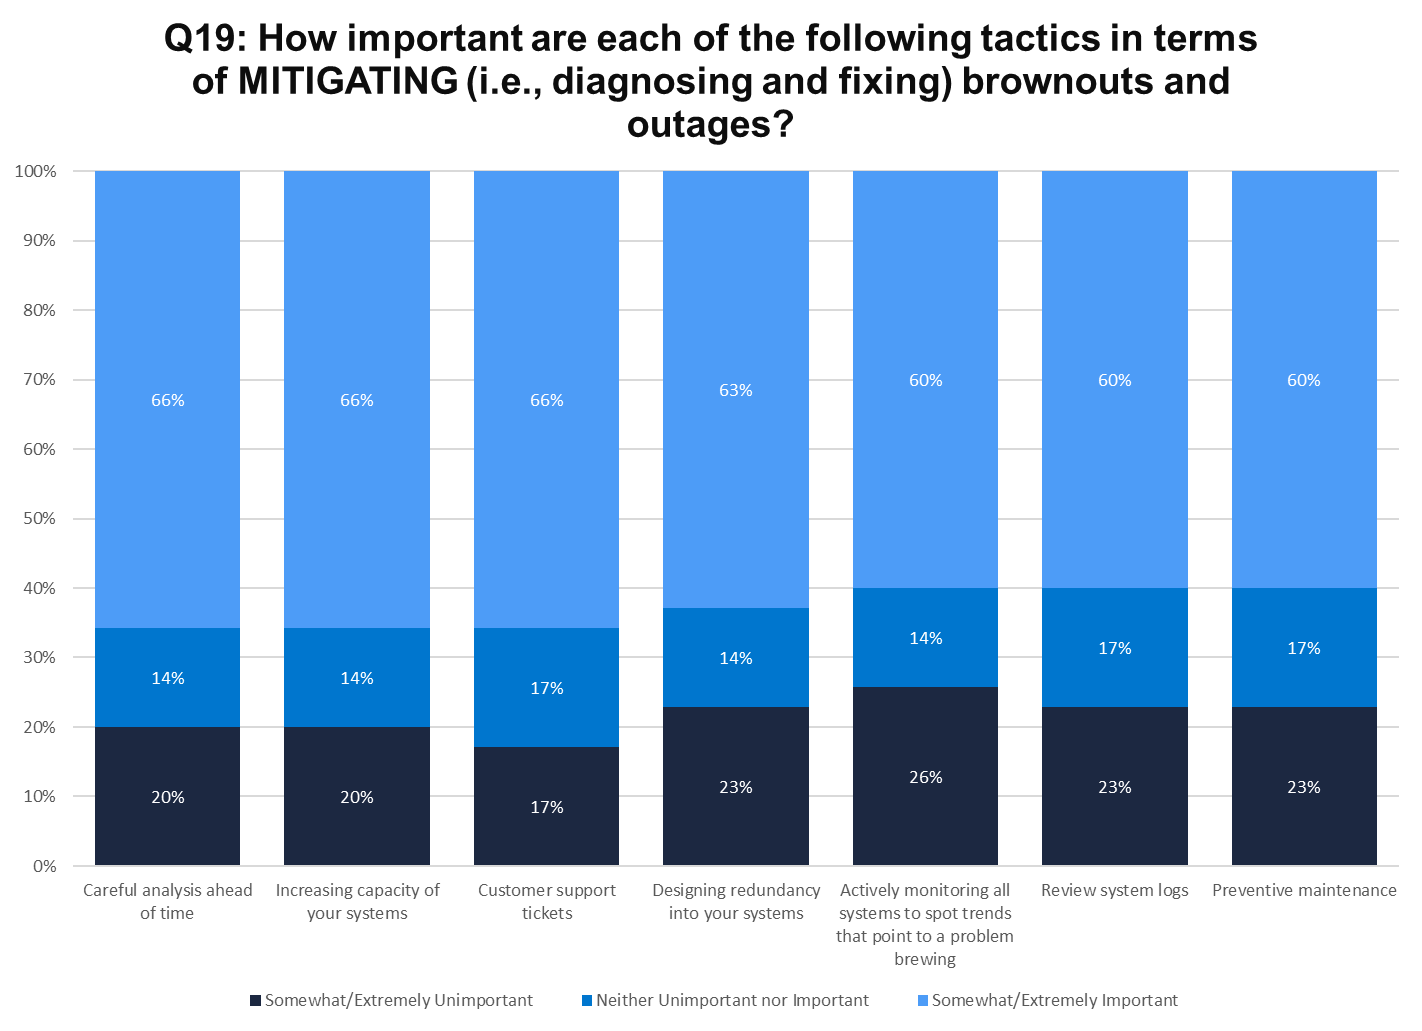 Q19: How important are each of the following tactics in terms
of MITIGATING (i.e., diagnosing and fixing) brownouts and
outages?
100%
90%
80%
70%
60%
50%
40%
30%
20%
10%
0%
66%
66%
66%
63%
60%
60%
60%
14%
14%
17%
14%
14%
17%
17%
20%
20%
17%
23%
26%
23%
23%
Careful analysis ahead
of time
Increasing capacity of
your systems
Customer support
tickets
Designing redundancy
into your systems
Actively monitoring all
systems to spot trends
that point to a problem
brewing
Review system logs
Preventive maintenance
Somewhat/Extremely Unimportant
Neither Unimportant nor Important
Somewhat/Extremely Important